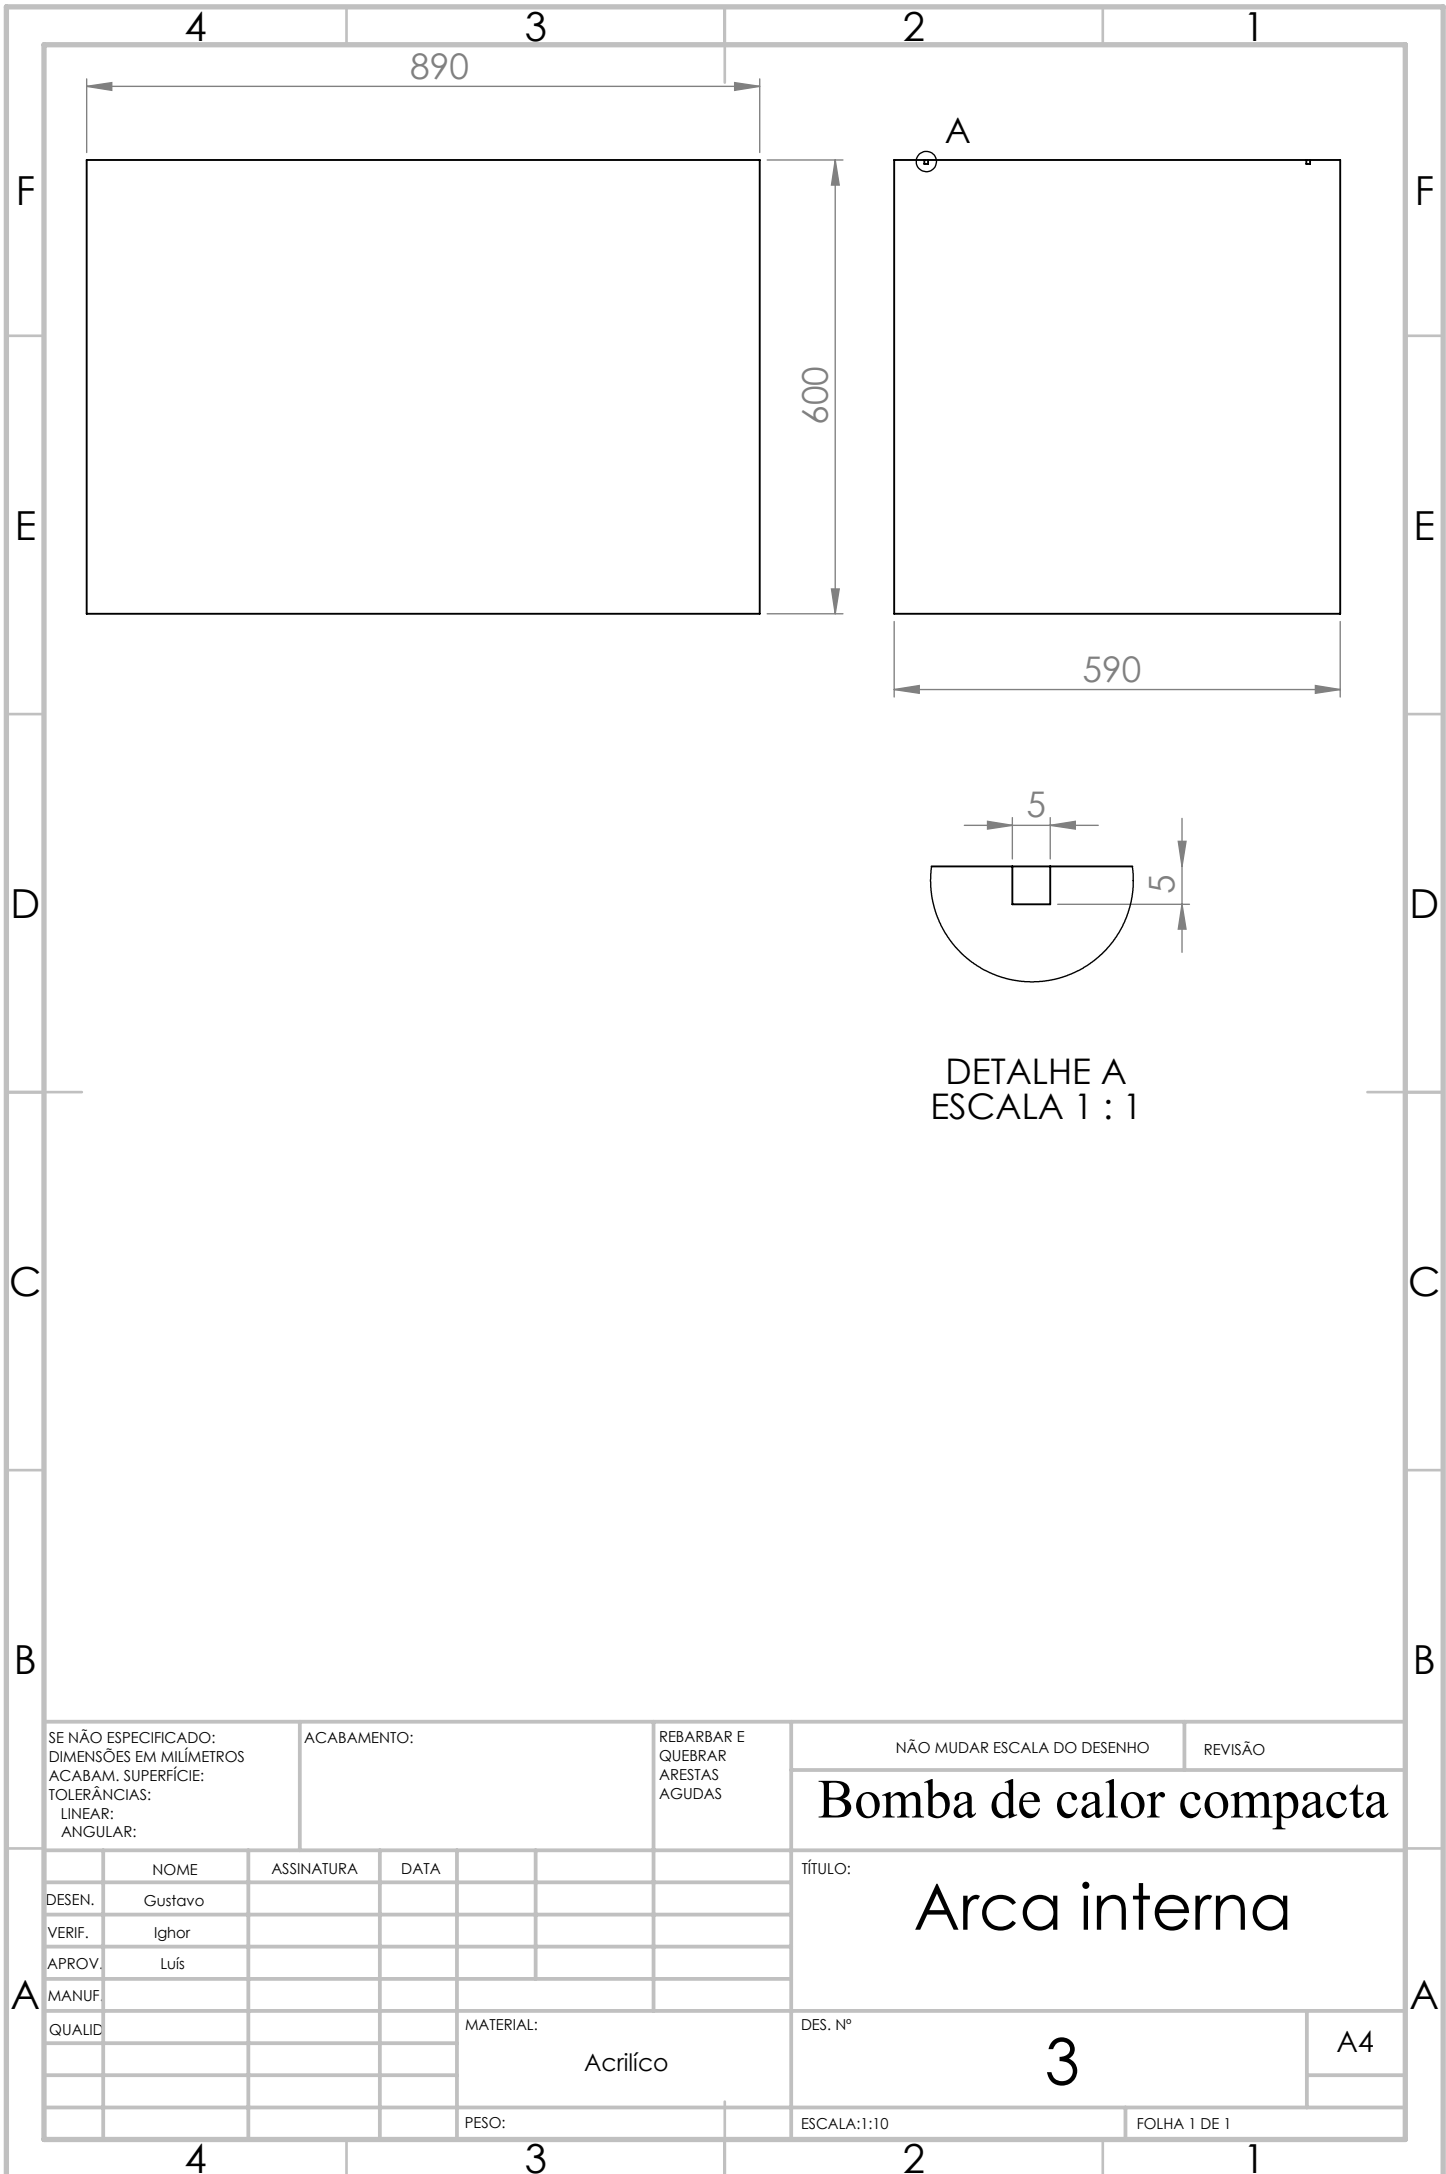 4 3 2 1
890
A
F F
600
E E
590
5
5
D D
DETALHE A
ESCALA 1 : 1
C C
B B
SE NÃO ESPECIFICADO:
DIMENSÕES EM MILÍMETROS
ACABAM. SUPERFÍCIE:
TOLERÂNCIAS:
LINEAR:
ANGULAR:
ACABAMENTO:
REBARBAR E
QUEBRAR
ARESTAS
AGUDAS
NÃO MUDAR ESCALA DO DESENHO
REVISÃO
Bomba de calor compacta
NOME ASSINATURA DATA
DESEN. Gustavo
VERIF. Ighor
APROV. Luís
MANUF.
QUALID
TÍTULO:
Arca interna
A A
MATERIAL:
Acrilíco
DES. Nº
3
A4
PESO:
ESCALA:1:10
FOLHA 1 DE 1
4 3 2 1